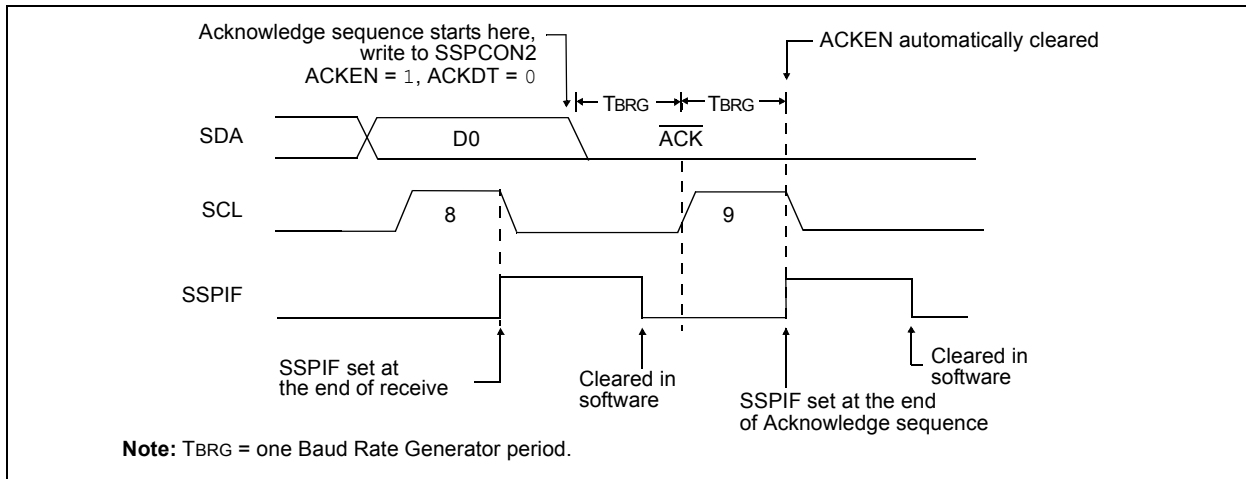 Acknowledge sequence starts here,
write to SSPCON2
ACKEN = 1, ACKDT = 0
ACKEN automatically cleared
TBRG
TBRG
SDA
D0
ACK
SCL
8
9
SSPIF
SSPIF set at
the end of receive
Cleared in
software
SSPIF set at the end
of Acknowledge sequence
Cleared in
software
Note: TBRG = one Baud Rate Generator period.